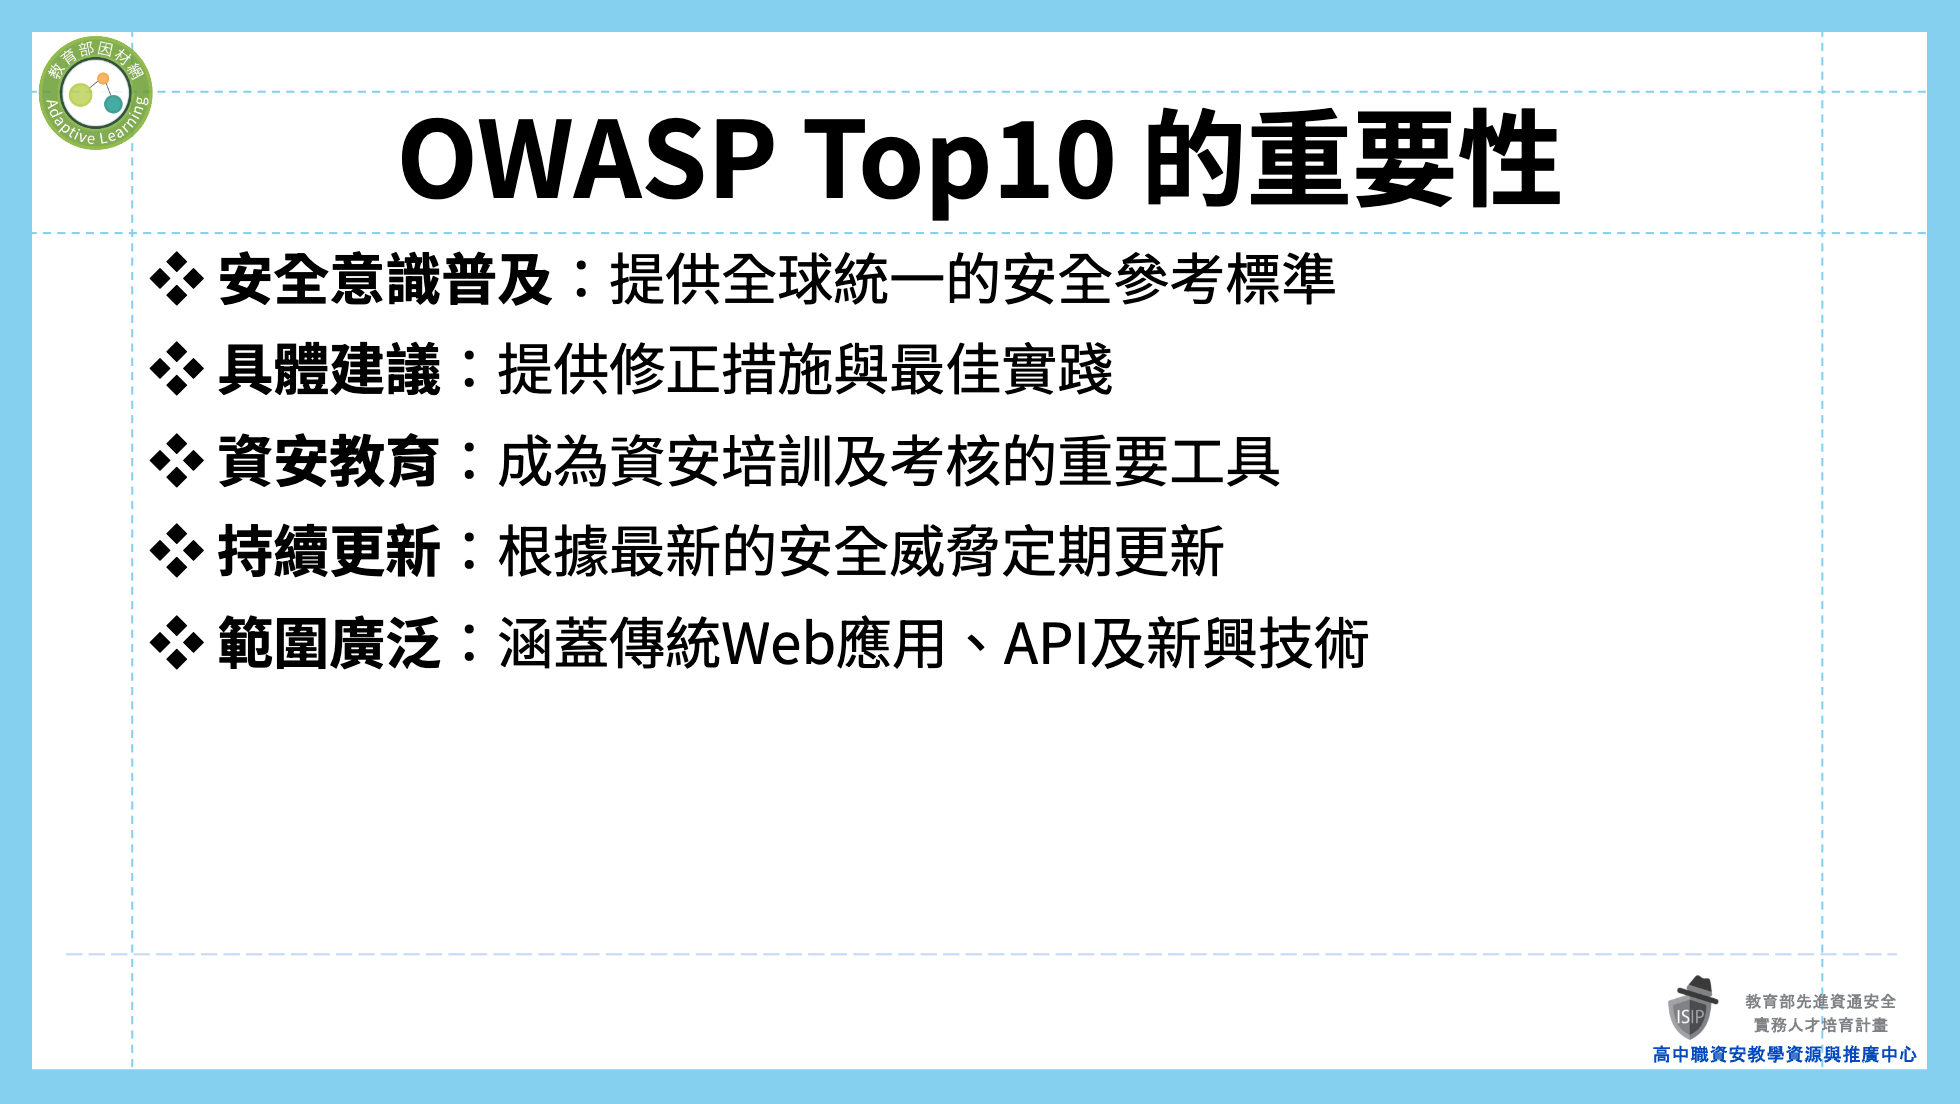 教育部因材網
Adaptive Learning
OWASP Top10 的重要性
❖ 安全意識普及：提供全球統一的安全參考標準
❖ 具體建議：提供修正措施與最佳實踐
❖ 資安教育：成為資安培訓及考核的重要工具
❖ 持續更新：根據最新的安全威脅定期更新
❖ 範圍廣泛：涵蓋傳統Web應用、API及新興技術
ISIP
教育部先進資通安全
實務人才培育計畫
高中職資安教學資源與推廣中心